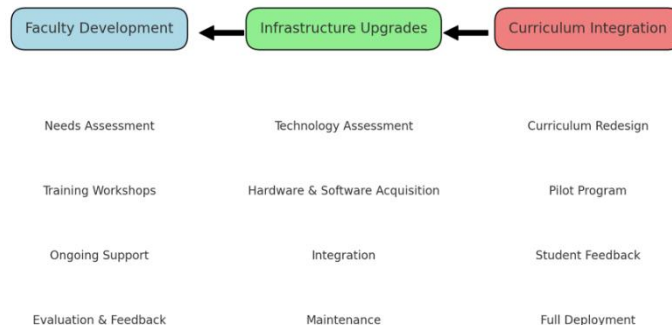 Faculty Development
Infrastructure Upgrades
Curriculum Integration
Needs Assessment
Technology Assessment
Curriculum Redesign
Training Workshops
Hardware & Software Acquisition
Pilot Program
Ongoing Support
Integration
Student Feedback
Evaluation & Feedback
Maintenance
Full Deployment